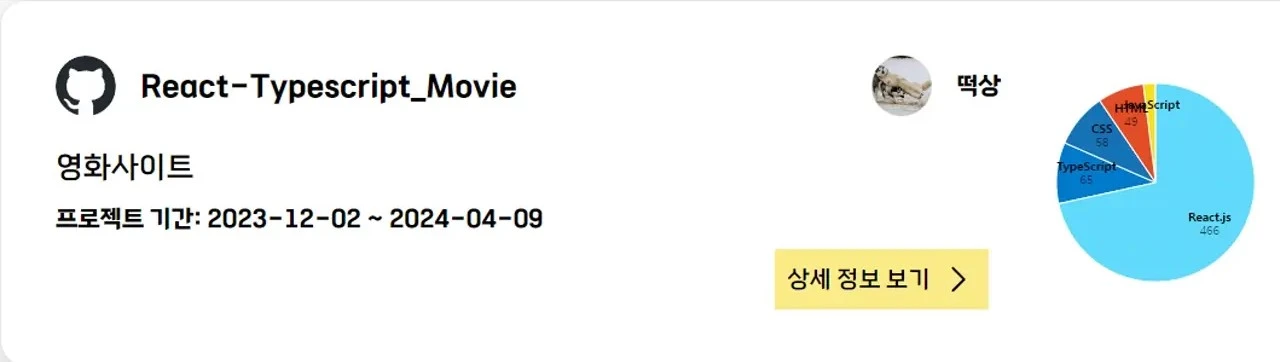 React-Typescript_Movie
떡상
영화사이트
프로젝트 기간: 2023-12-02 ~ 2024-04-09
상세 정보 보기
JavaScript
HTML
49
CSS
58
TypeScript
65
React.js
466